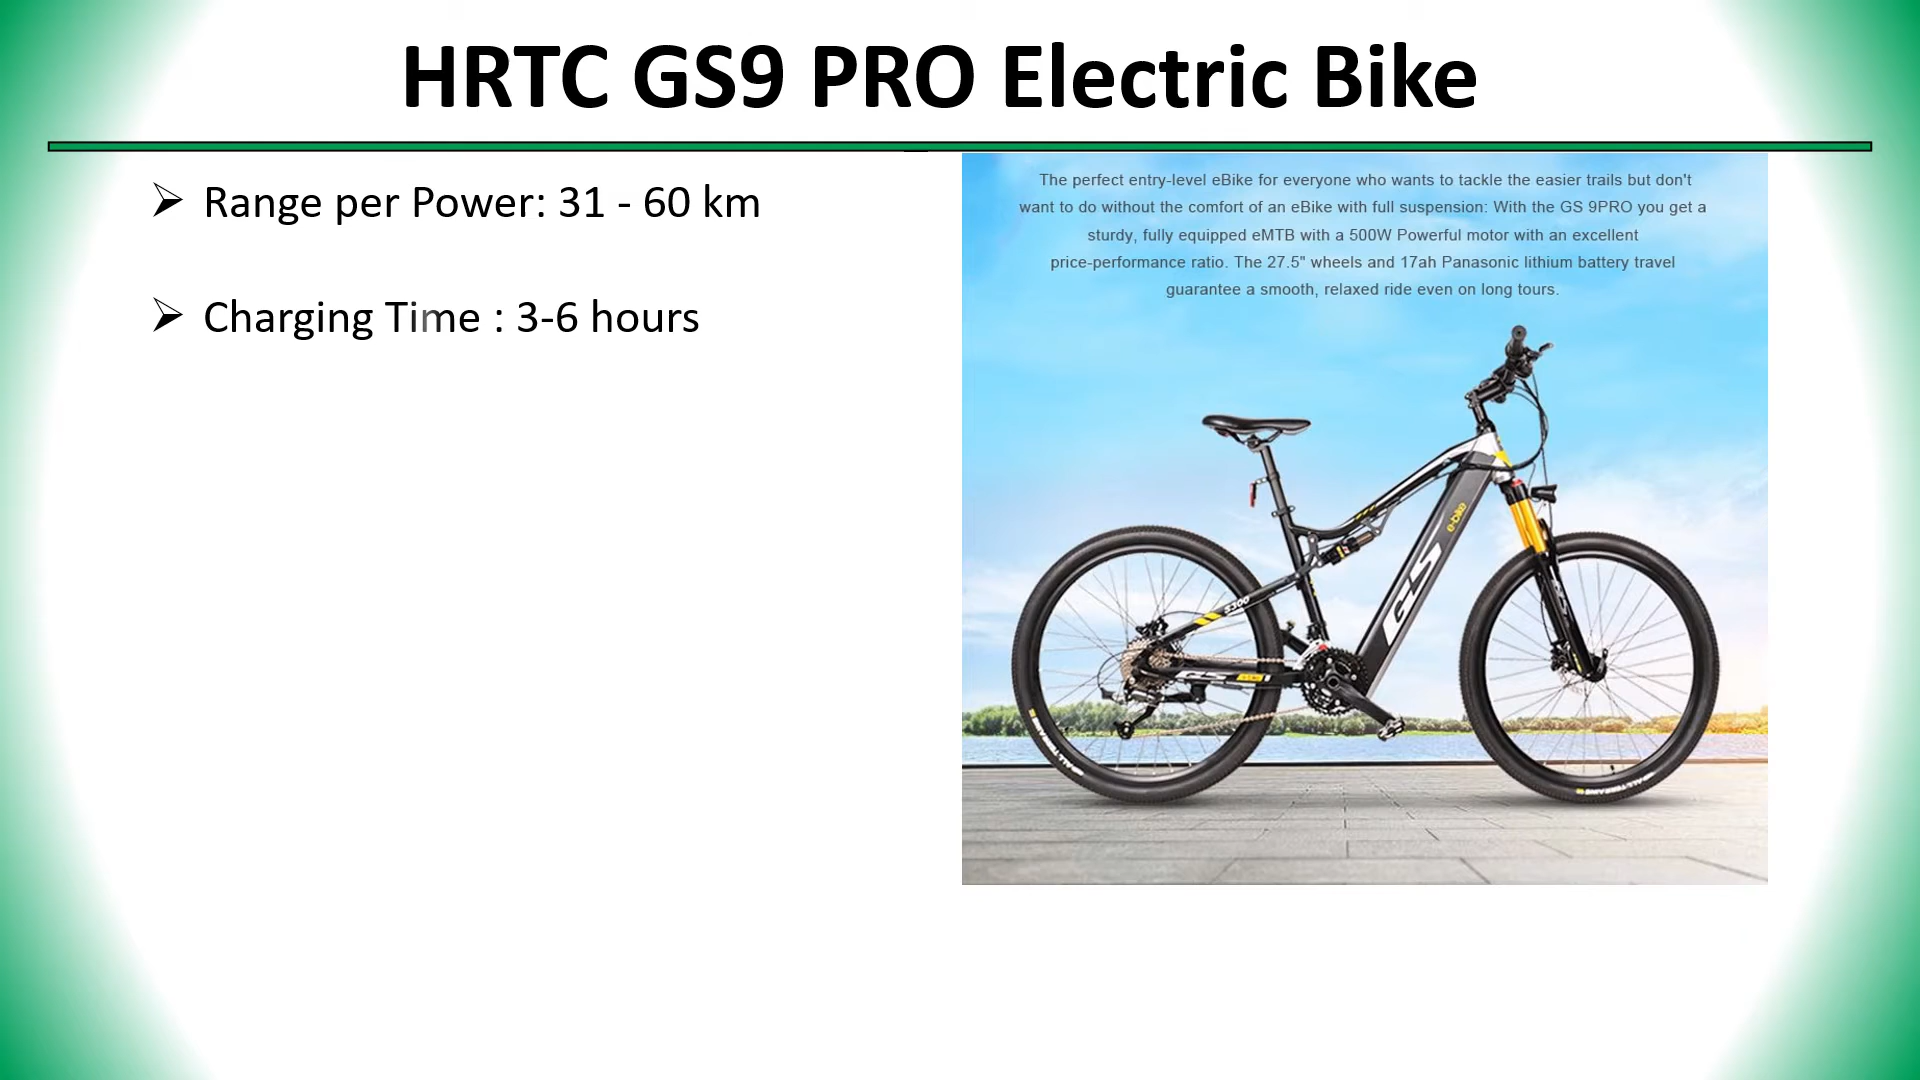 HRTC GS9 PRO Electric Bike
Range per Power: 31 - 60 km
Charging Time : 3-6 hours
The perfect entry-level eBike for everyone who wants to tackle the easier trails but don't
want to do without the comfort of an eBike with full suspension: With the GS 9PRO you get a
sturdy, fully equipped eMTB with a 500W Powerful motor with an excellent
price-performance ratio. The 27.5" wheels and 17ah Panasonic lithium battery travel
guarantee a smooth, relaxed ride even on long tours.
e-bike
GS
S300
GS